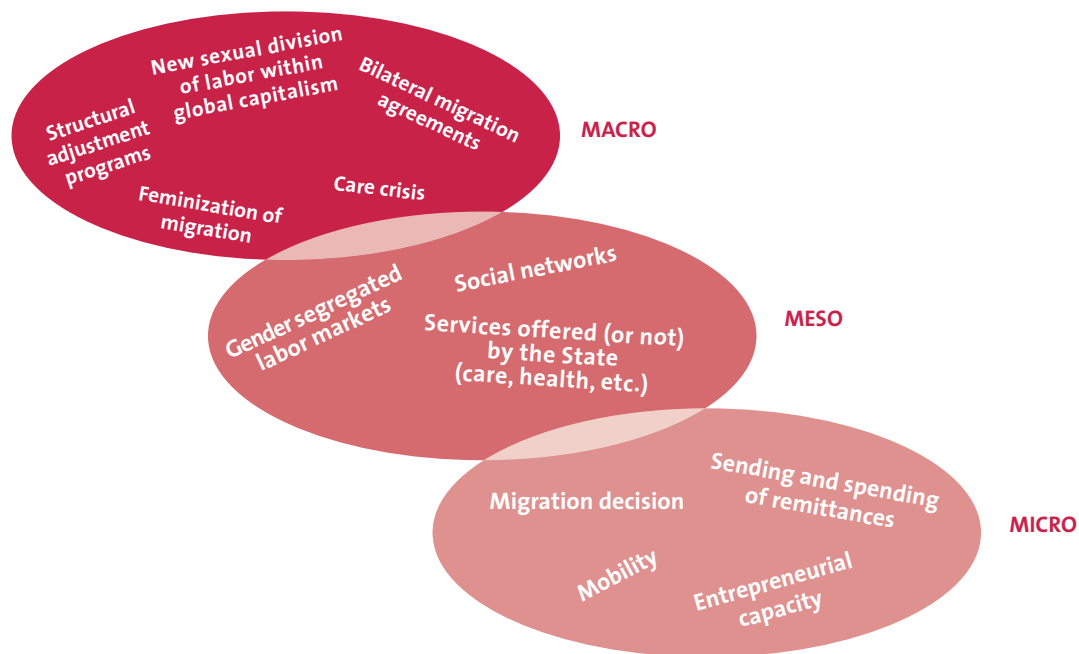 New sexual division
of labor within
global capitalism
Bilateral migration
agreements
Structural
adjustment
programs
Feminization of
migration
Care crisis
MACRO
Gender segregated
labor markets
Social networks
Services offered (or not)
by the State
(care, health, etc.)
MESO
Migration decision
Sending and spending
of remittances
Mobility
Entrepreneurial
capacity
MICRO